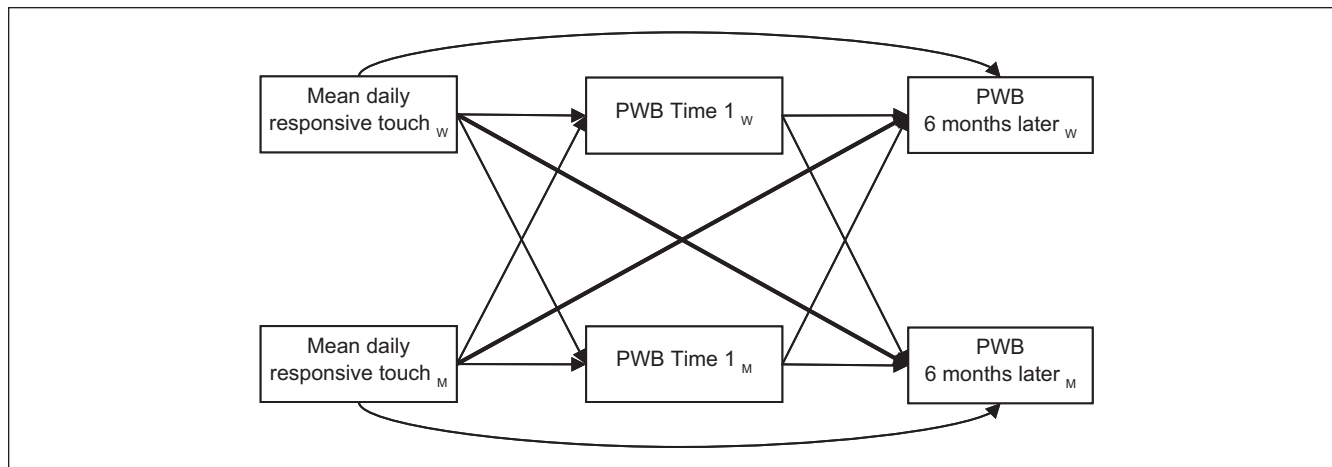 Mean daily
responsive touch W
PWB Time 1 W
PWB
6 months later W
Mean daily
responsive touch M
PWB Time 1 M
PWB
6 months later M